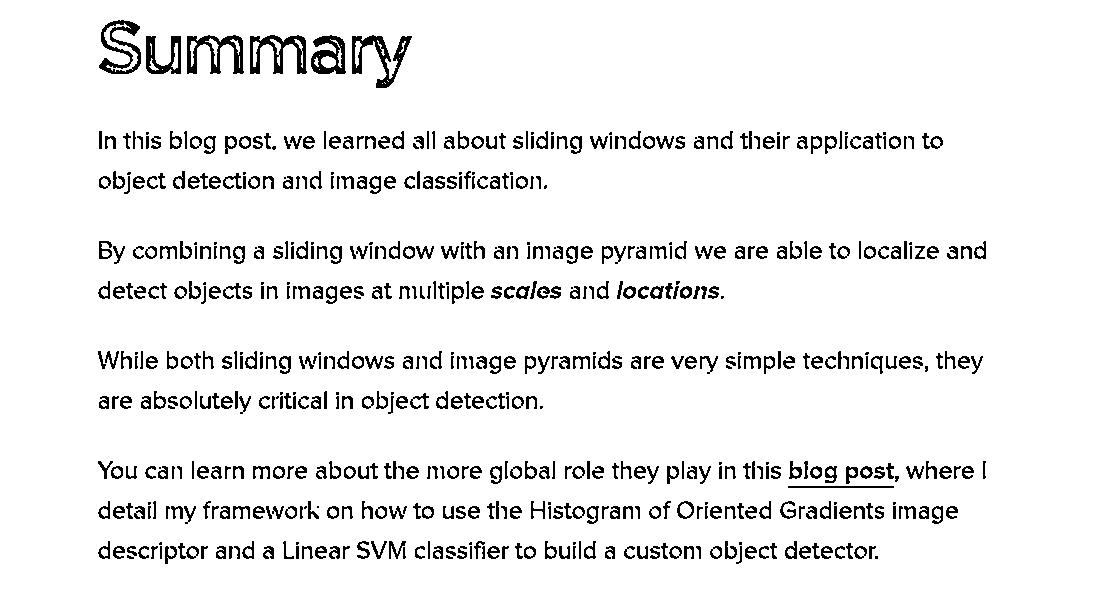 Summary
In this blog post, we learned all about sliding windows and their application to
object detection and image classification.
By combining a sliding window with an image pyramid we are able to localize and
detect objects in images at multiple scales and locations.
While both sliding windows and image pyramids are very simple techniques, they
are absolutely critical in object detection.
You can learn more about the more global role they play in this blog post, where I
detail my framework on how to use the Histogram of Oriented Gradients image
descriptor and a Linear SVM classifier to build a custom object detector.